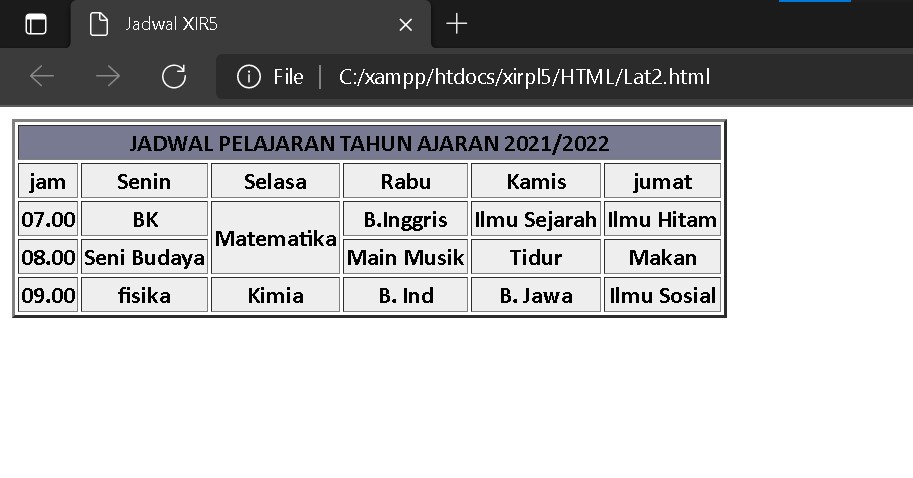 Jadwal XIR5
File | C:/xampp/htdocs/xirpl5/HTML/Lat2.html
JADWAL PELAJARAN TAHUN AJARAN 2021/2022
jam Senin Selasa Rabu Kamis jumat
07.00 BK Matematika B.Inggris Ilmu Sejarah Ilmu Hitam
08.00 Seni Budaya Main Musik Tidur Makan
09.00 fisika Kimia B. Ind B. Jawa Ilmu Sosial